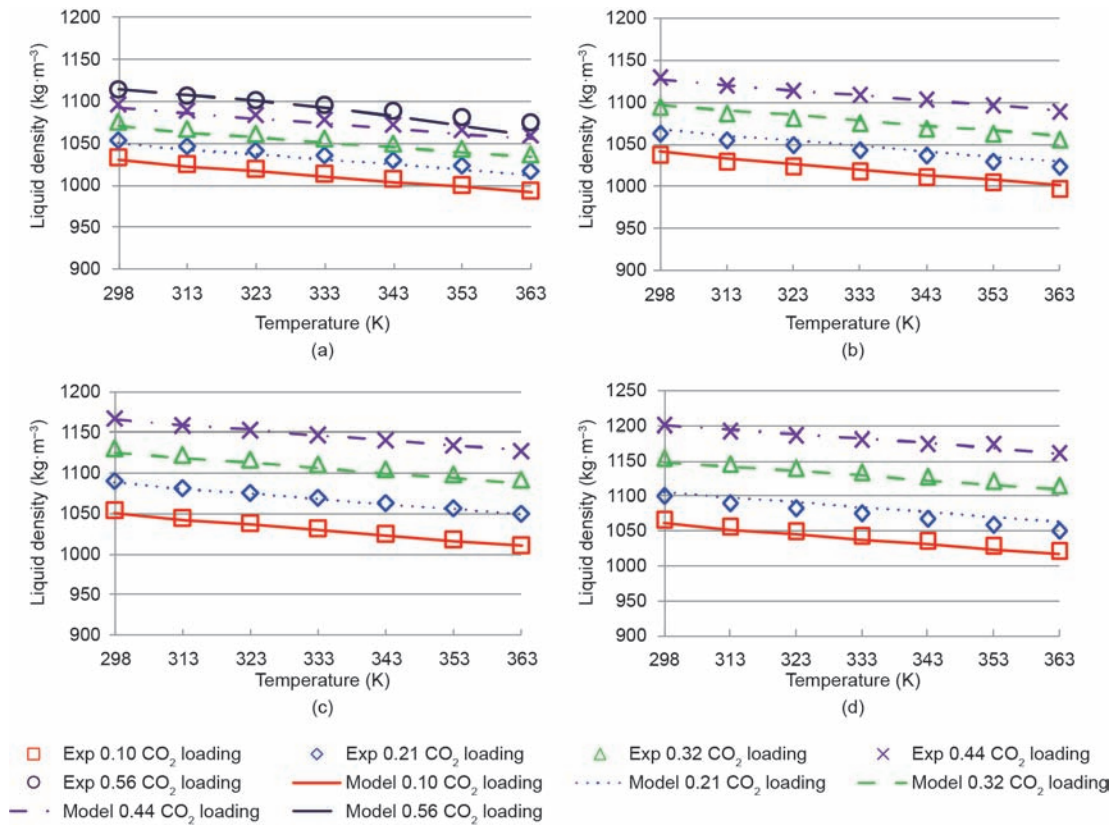 1200
1150
1100
1050
1000
950
900
Liquid density (kg·m⁻³)
298 313 323 333 343 353 363
Temperature (K)
(a)
1200
1150
1100
1050
1000
950
900
Liquid density (kg·m⁻³)
298 313 323 333 343 353 363
Temperature (K)
(b)
1200
1150
1100
1050
1000
950
900
Liquid density (kg·m⁻³)
298 313 323 333 343 353 363
Temperature (K)
(c)
1250
1200
1150
1100
1050
1000
950
900
Liquid density (kg·m⁻³)
298 313 323 333 343 353 363
Temperature (K)
(d)
Exp 0.10 CO₂ loading Exp 0.21 CO₂ loading Exp 0.32 CO₂ loading Exp 0.44 CO₂ loading
Exp 0.56 CO₂ loading Model 0.10 CO₂ loading Model 0.21 CO₂ loading Model 0.32 CO₂ loading
Model 0.44 CO₂ loading Model 0.56 CO₂ loading